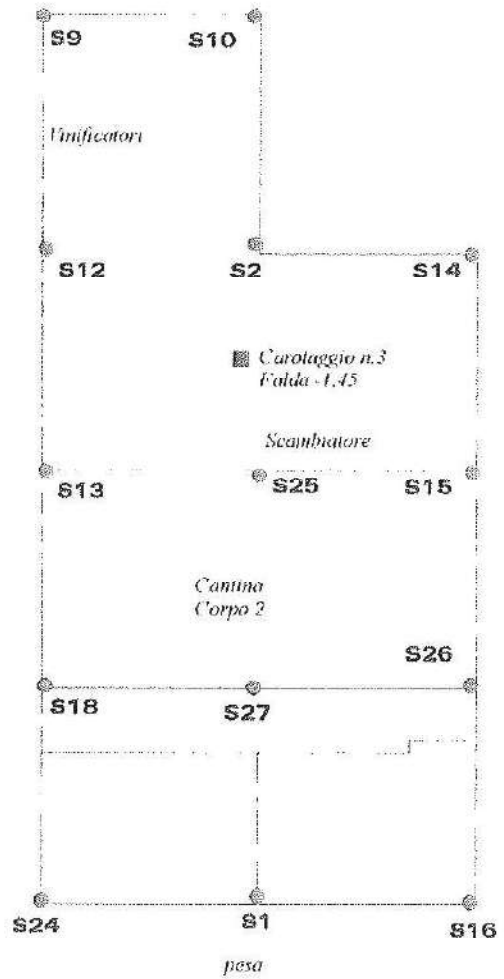 S9
S10
Vinificatori
S12
S2
S14
Carotaggio n.3
Falda -1.45
Scambiatore
S13
S25
S15
Cantina
Corpo 2
S26
S18
S27
S24
S1
S16
pesa